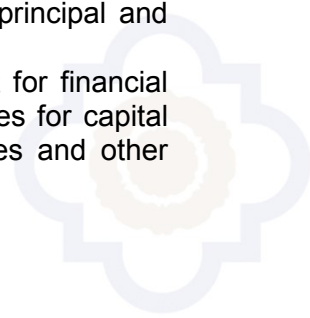 principal and
for financial
es for capital
es and other